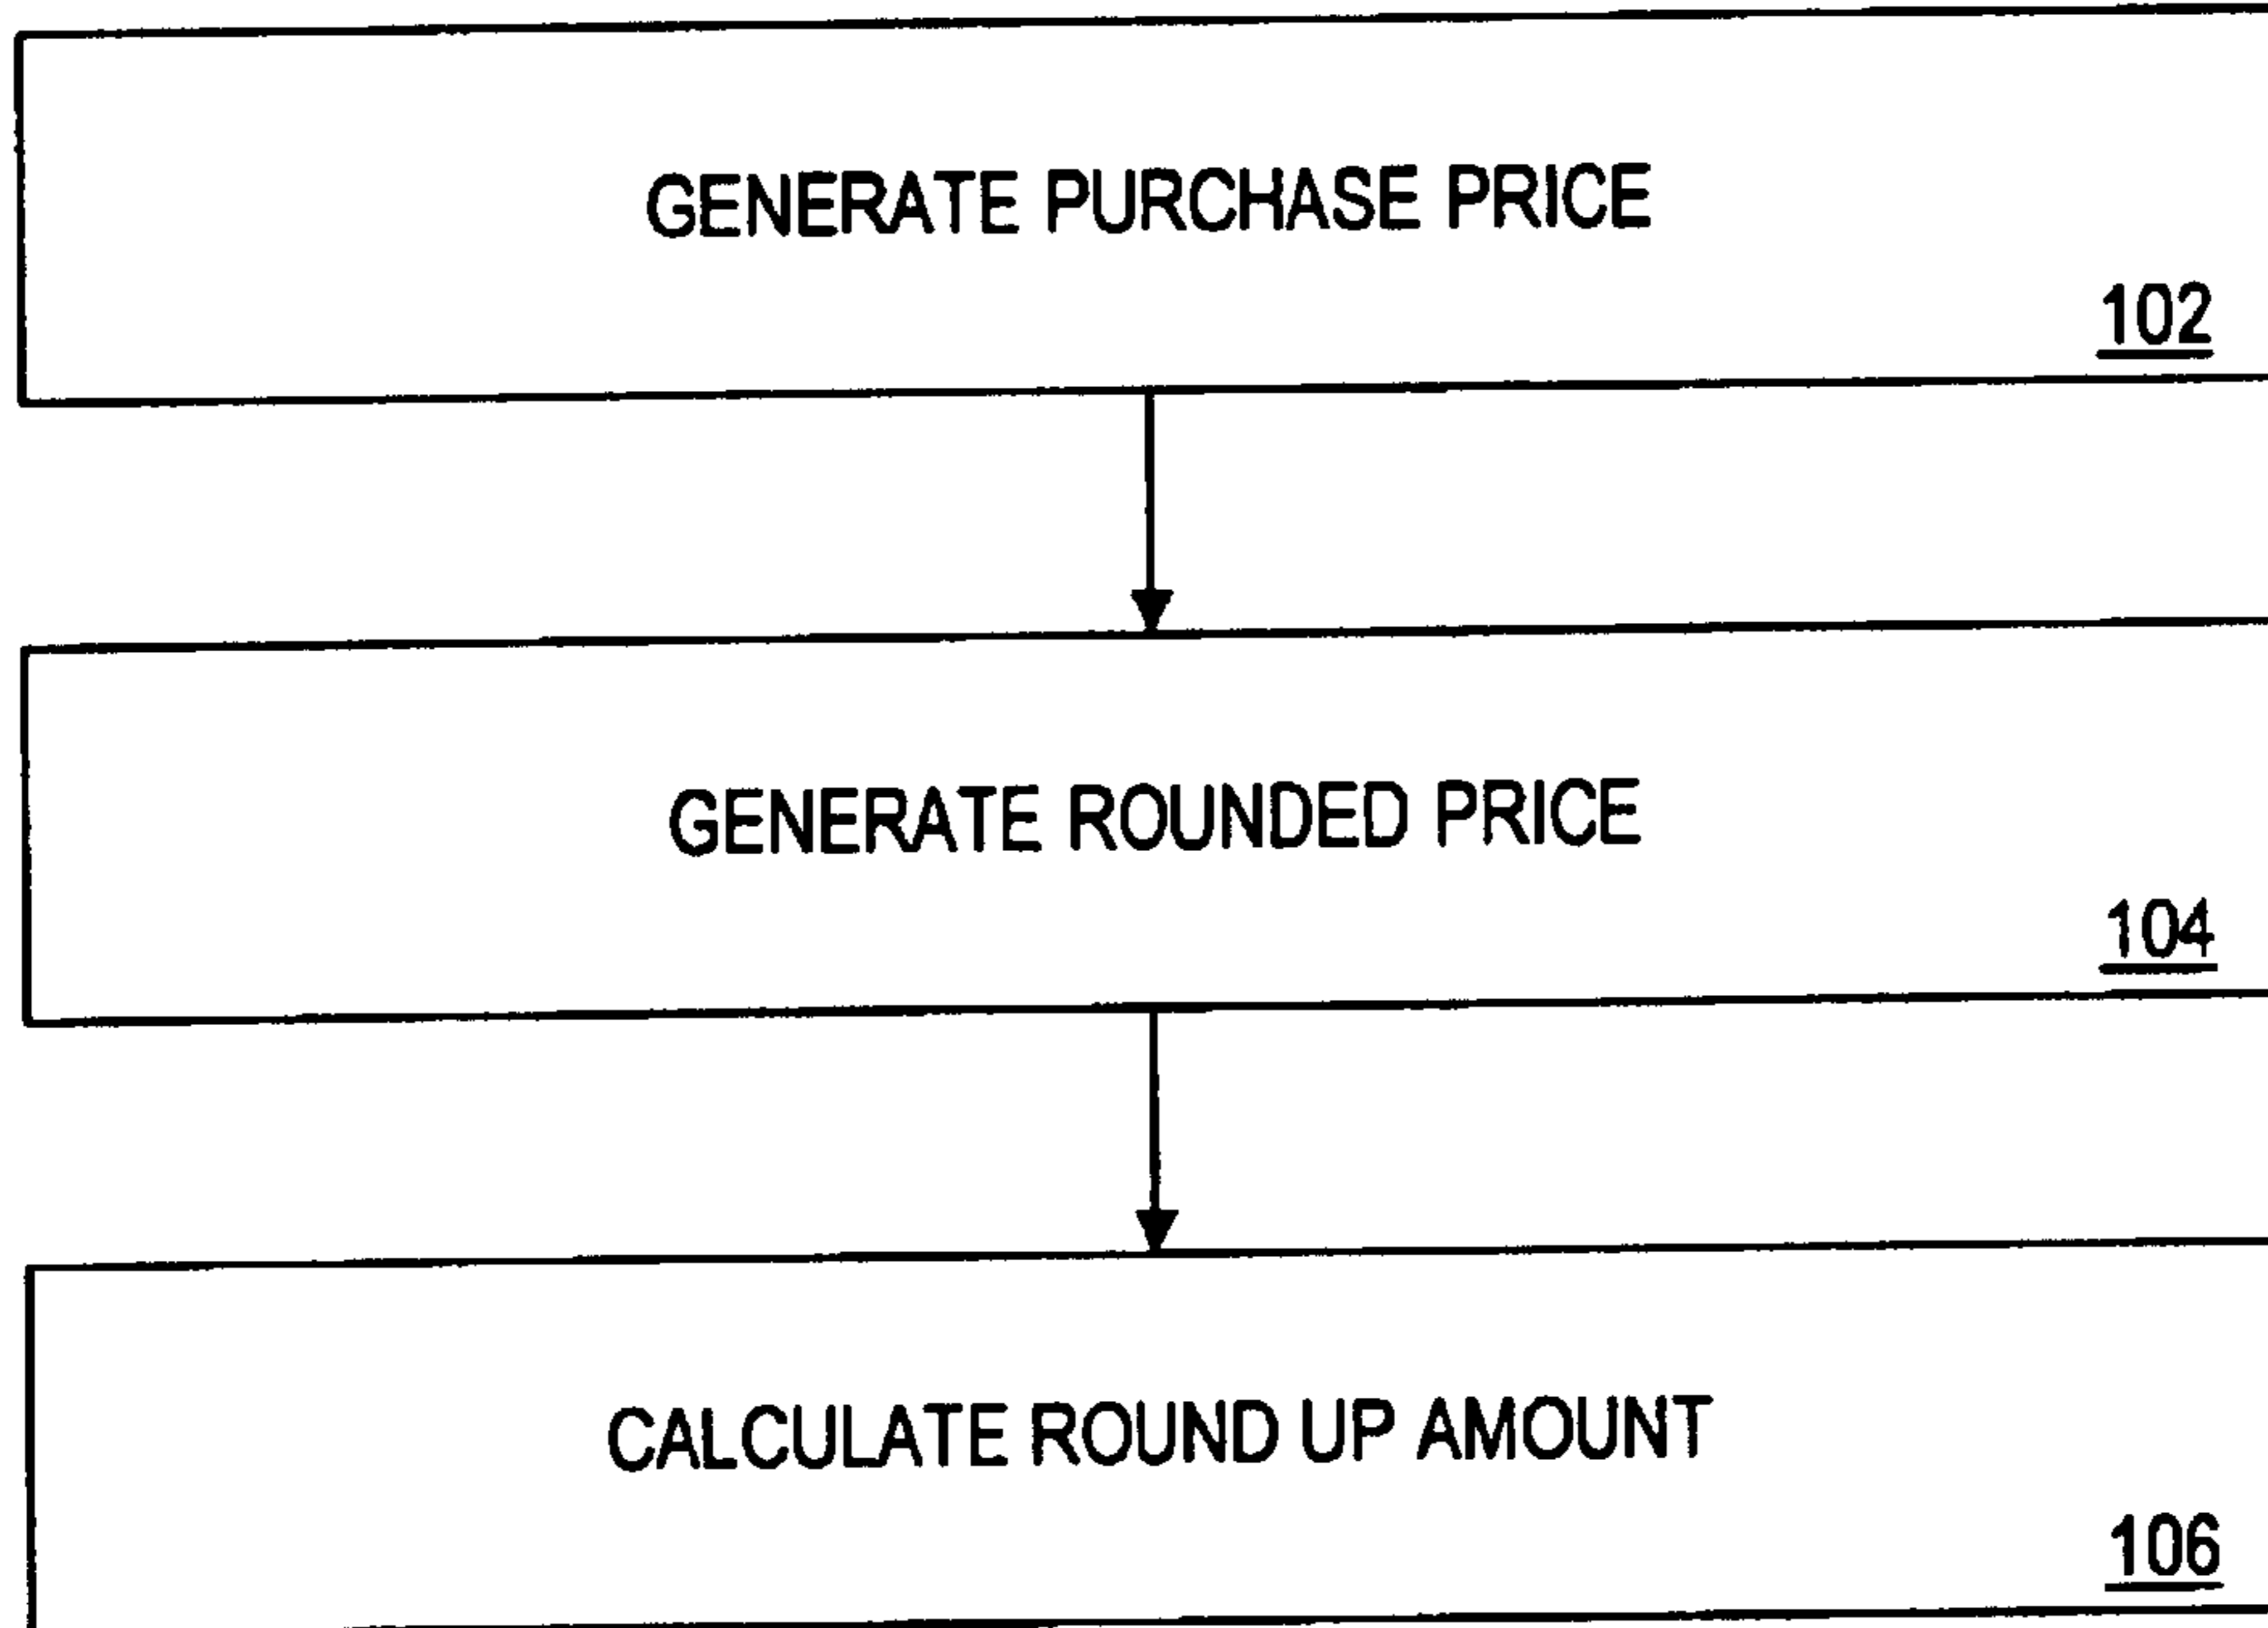 GENERATE PURCHASE PRICE
102
GENERATE ROUNDED PRICE
104
CALCULATE ROUND UP AMOUNT
106